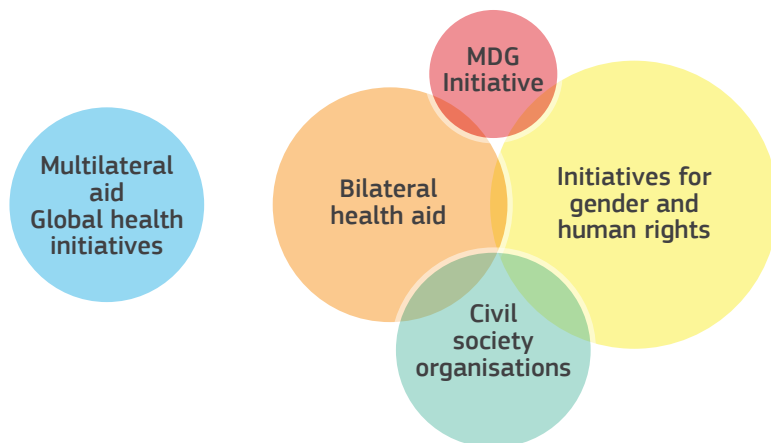 MDG
Initiative
Multilateral
aid
Global health
initiatives
Bilateral
health aid
Initiatives for
gender and
human rights
Civil
society
organisations